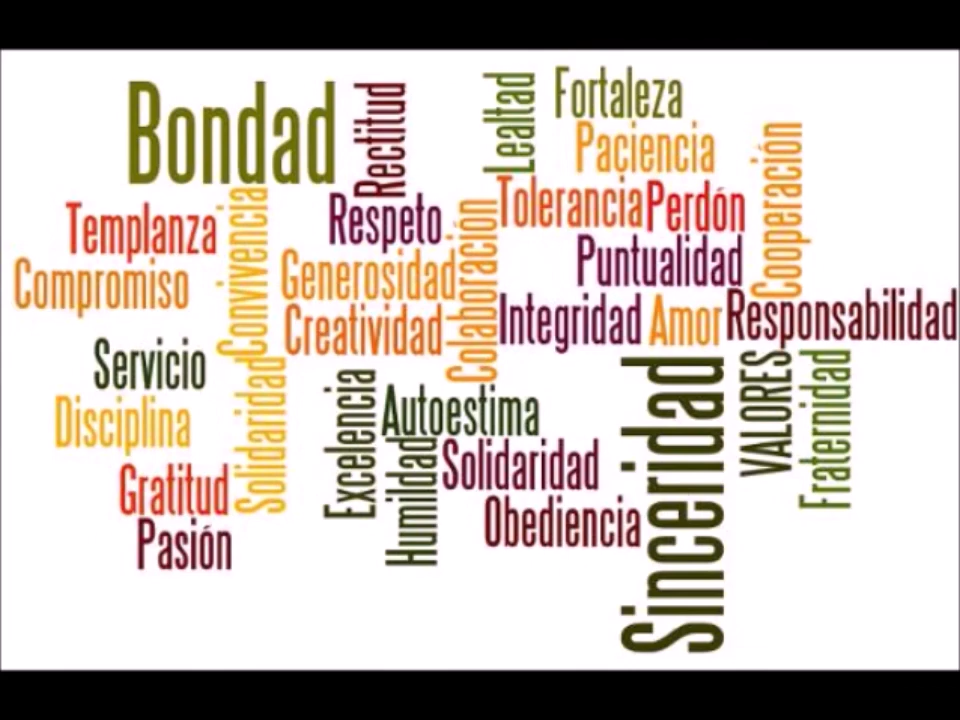 Bondad
Rectitud
Lealtad
Fortaleza
Paciencia
Cooperación
Templanza
Convivencia
Respeto
Colaboración
Tolerancia
Perdón
Compromiso
Generosidad
Puntualidad
Creatividad
Integridad
Amor
Responsabilidad
Servicio
Solidaridad
Excelencia
Autoestima
Sinceridad
VALORES
Fraternidad
Disciplina
Humildad
Solidaridad
Gratitud
Obediencia
Pasión